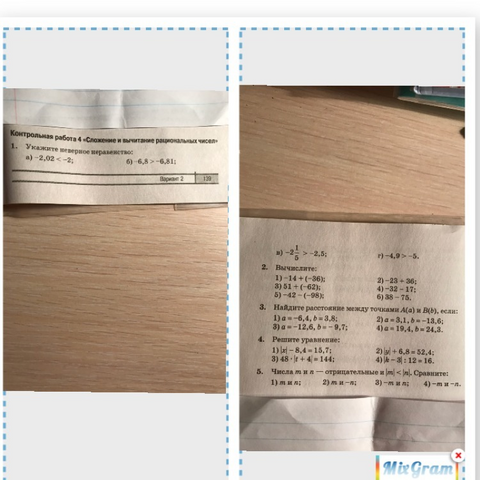 Контрольная работа 4 «Сложение и вычитание рациональных чисел»
1. Укажите неверное неравенство:
а) −2,02 < −2; б) −6,8 > −6,81;
Вариант 2 139
в) −2 1/5 > −2,5; г) −4,9 > −5.
2. Вычислите:
1) −14 + (−36); 2) −23 + 36;
3) 51 + (−62); 4) −32 − 17;
5) −42 − (−98); 6) 38 − 75.
3. Найдите расстояние между точками A(a) и B(b), если:
1) a = −6,4, b = 3,8; 2) a = 3,1, b = −13,6;
3) a = −12,6, b = − 9,7; 4) a = 19,4, b = 24,3.
4. Решите уравнение:
1) |x| − 8,4 = 15,7; 2) |y| + 6,8 = 52,4;
3) 48 · |t + 4| = 144; 4) |k − 3| : 12 = 16.
5. Числа m и n — отрицательные и |m| < |n|. Сравните:
1) m и n; 2) m и −n; 3) −m и n; 4) −m и −n.
MixGram